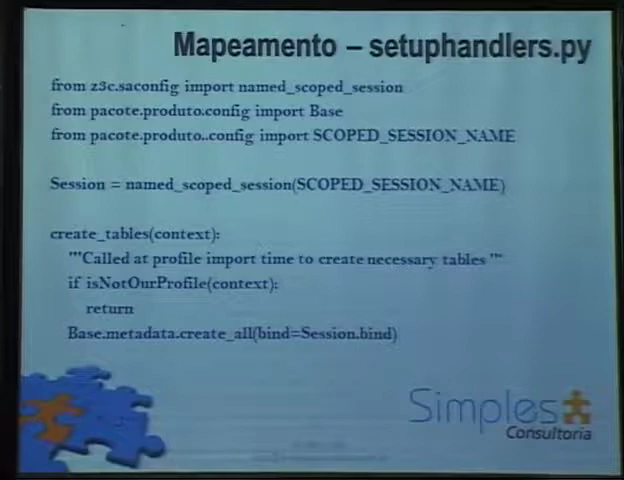 Mapeamento – setuphandlers.py
from z3c.saconfig import named_scoped_session
from pacote.produto.config import Base
from pacote.produto..config import SCOPED_SESSION_NAME
Session = named_scoped_session(SCOPED_SESSION_NAME)
create_tables(context):
"'Called at profile import time to create necessary tables "'
if isNotOurProfile(context):
return
Base.metadata.create_all(bind=Session.bind)
Simples
Consultoria